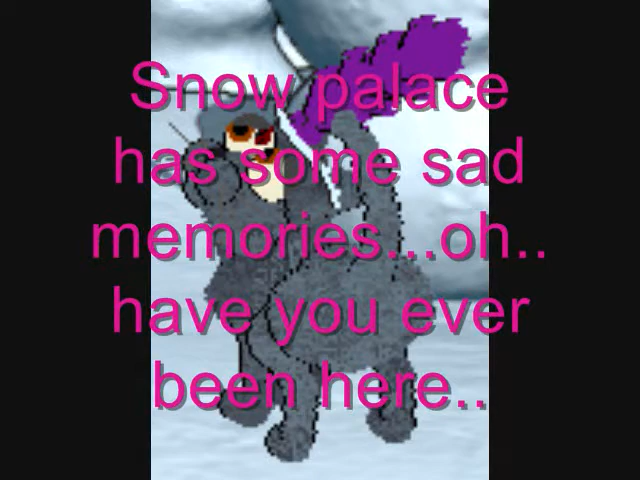 Snow palace
has some sad
memories...oh..
have you ever
been here..